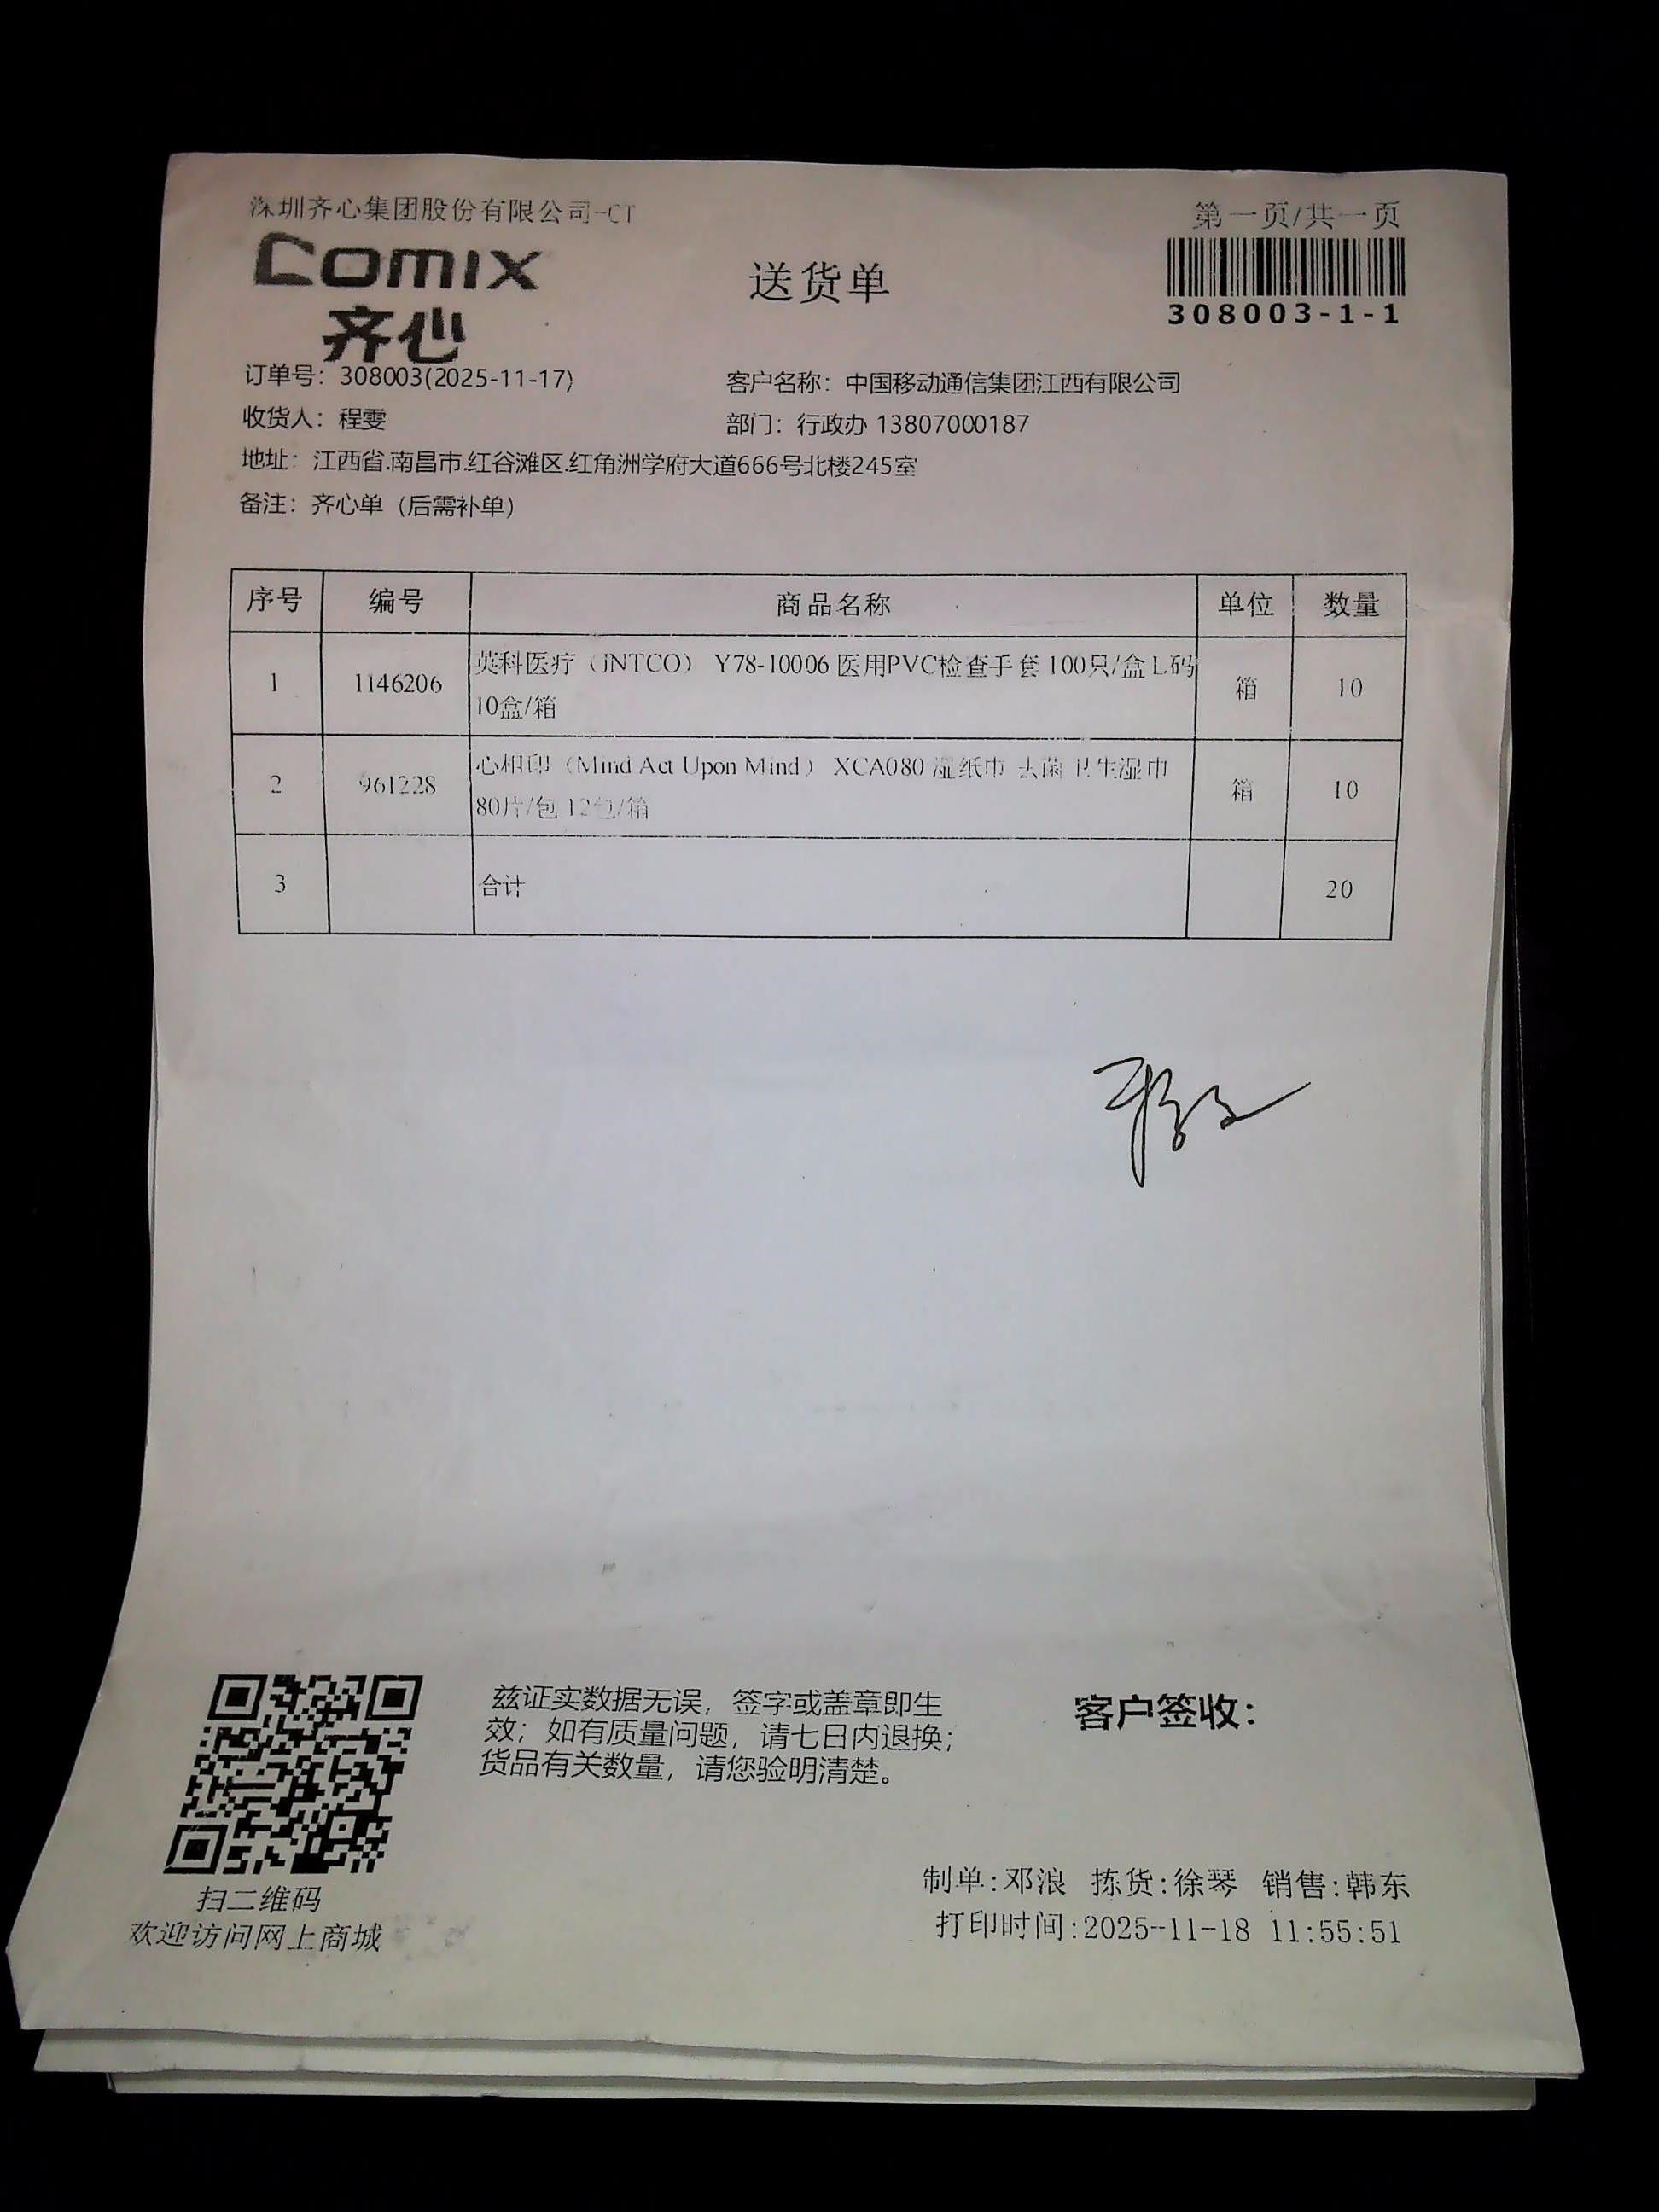 深圳齐心集团股份有限公司-CT
第一页/共一页
comix
齐心
送货单
308003-1-1
订单号：308003(2025-11-17)
客户名称：中国移动通信集团江西有限公司
收货人：程雯
部门：行政办 13807000187
地址：江西省.南昌市.红谷滩区.红角洲学府大道666号北楼245室
备注：齐心单（后需补单）
序号 编号 商品名称 单位 数量
1 1146206 英科医疗（INTCO） Y78-10006 医用PVC检查手套 100只/盒 L码 箱 10
10盒/箱
2 961228 心相印（Mind Act Upon Mind） XCA080 湿纸巾 去菌 卫生湿巾 箱 10
80片/包 12包/箱
3 合计 20
兹证实数据无误，签字或盖章即生
效；如有质量问题，请七日内退换；
货品有关数量，请您验明清楚。
客户签收：
扫二维码
欢迎访问网上商城
制单:邓浪 拣货:徐琴 销售:韩东
打印时间:2025-11-18 11:55:51